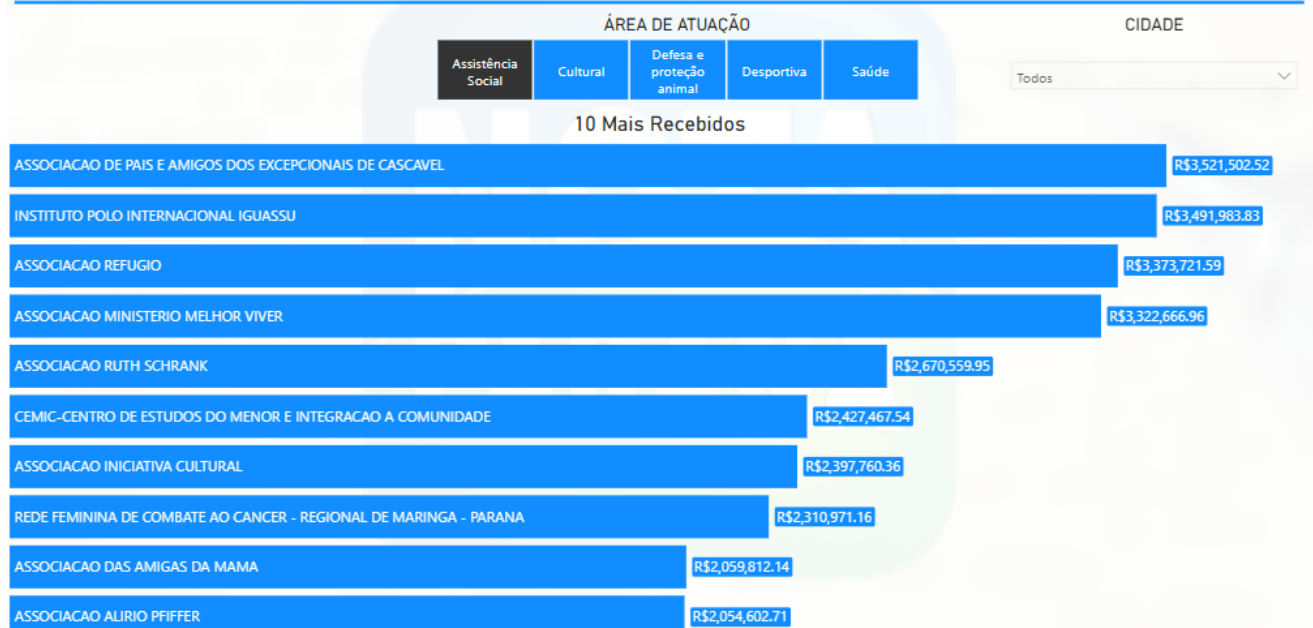 ÁREA DE ATUAÇÃO
CIDADE
Assistência
Social
Cultural
Defesa e
proteção
animal
Desportiva
Saúde
Todos
10 Mais Recebidos
ASSOCIACAO DE PAIS E AMIGOS DOS EXCEPCIONAIS DE CASCAVEL R$3,521,502.52
INSTITUTO POLO INTERNACIONAL IGUASSU R$3,491,983.83
ASSOCIACAO REFUGIO R$3,373,721.59
ASSOCIACAO MINISTERIO MELHOR VIVER R$3,322,666.96
ASSOCIACAO RUTH SCHRANK R$2,670,559.95
CEMIC-CENTRO DE ESTUDOS DO MENOR E INTEGRACAO A COMUNIDADE R$2,427,467.54
ASSOCIACAO INICIATIVA CULTURAL R$2,397,760.36
REDE FEMININA DE COMBATE AO CANCER - REGIONAL DE MARINGA - PARANA R$2,310,971.16
ASSOCIACAO DAS AMIGAS DA MAMA R$2,059,812.14
ASSOCIACAO ALIRIO PFIFFER R$2,054,602.71